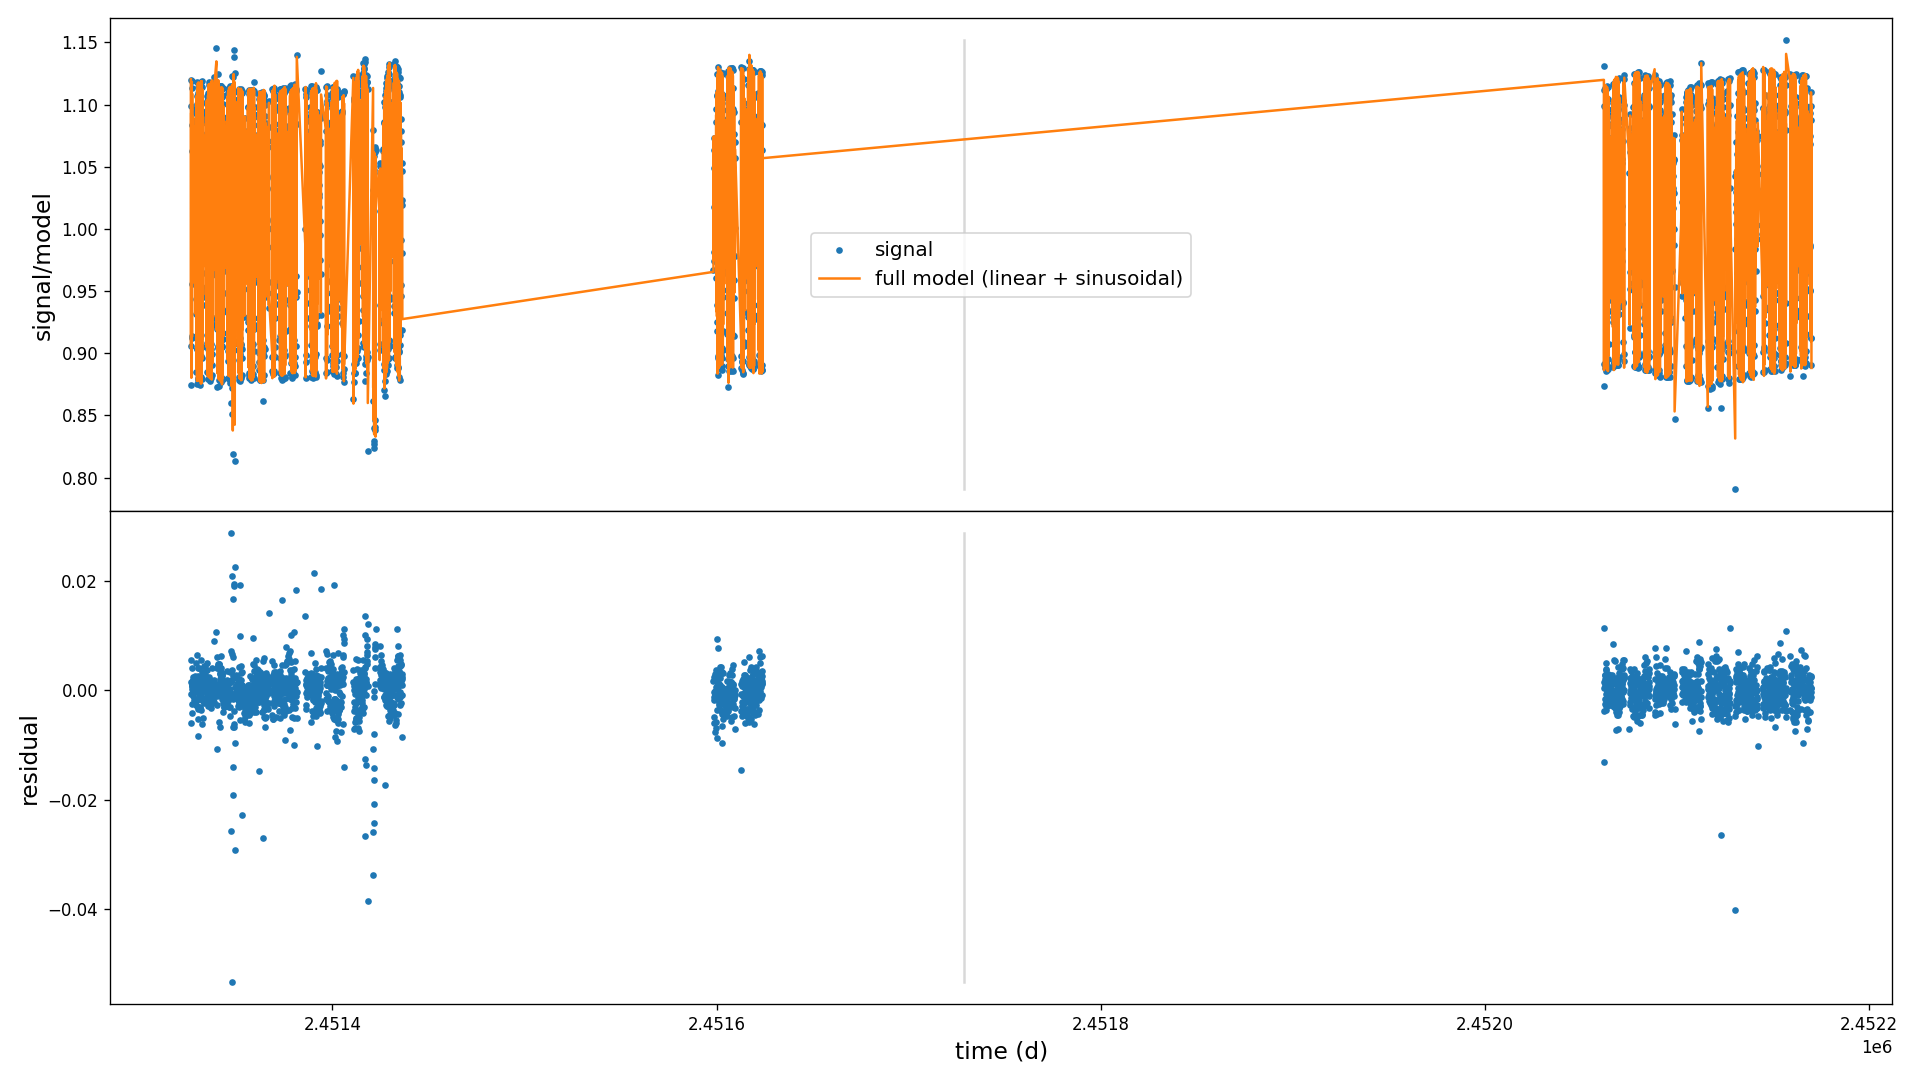 1.15
1.10
1.05
1.00
0.95
0.90
0.85
0.80
signal/model
signal
full model (linear + sinusoidal)
0.02
0.00
−0.02
−0.04
residual
2.4514
2.4516
2.4518
2.4520
2.4522
1e6
time (d)